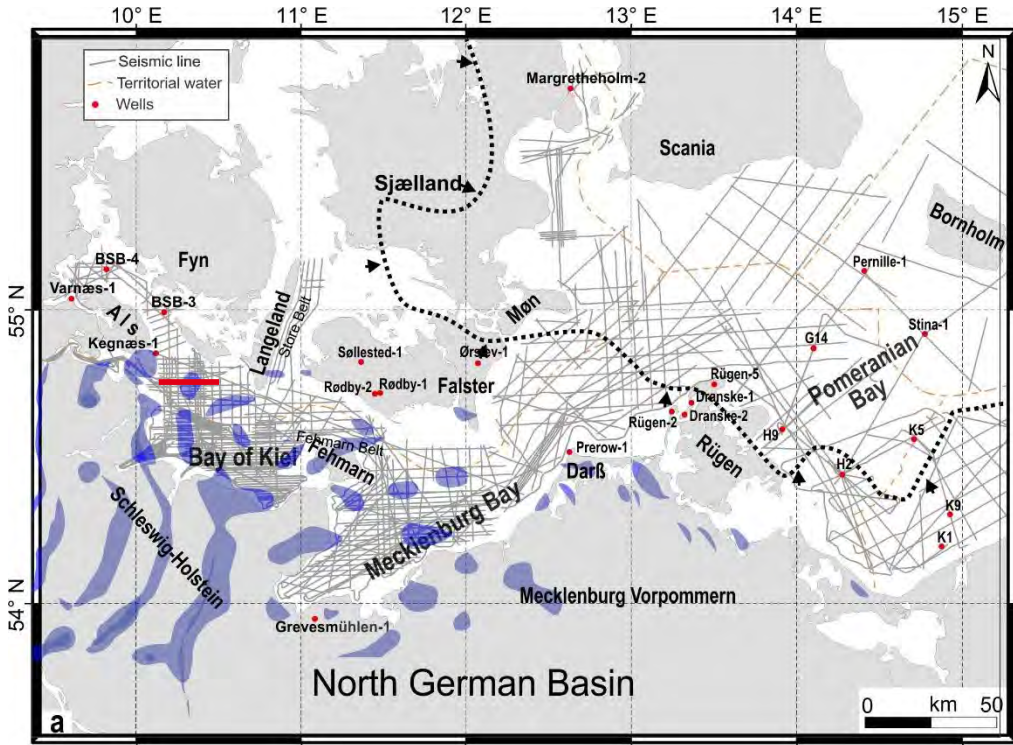 10° E
11° E
12° E
13° E
14° E
15° E
Seismic line
Territorial water
Wells
N
Margretheholm-2
Scania
Sjælland
Bornholm
BSB-4
Fyn
Pernille-1
Varnæs-1
BSB-3
55° N
Als
Langeland
Store Belt
Møn
Stina-1
Kegnæs-1
G14
Søllested-1
Ørslev-1
Pomeranian
Bay
Rødby-2
Rødby-1
Falster
Rügen-5
Dranske-1
Rügen-2
Dranske-2
H9
K5
Fehmarn Belt
Bay of Kiel
Fehmarn
Prerow-1
Darß
Rügen
H2
Schleswig-Holstein
Mecklenburg Bay
K9
K1
54° N
Mecklenburg Vorpommern
Grevesmühlen-1
North German Basin
0 km 50
a